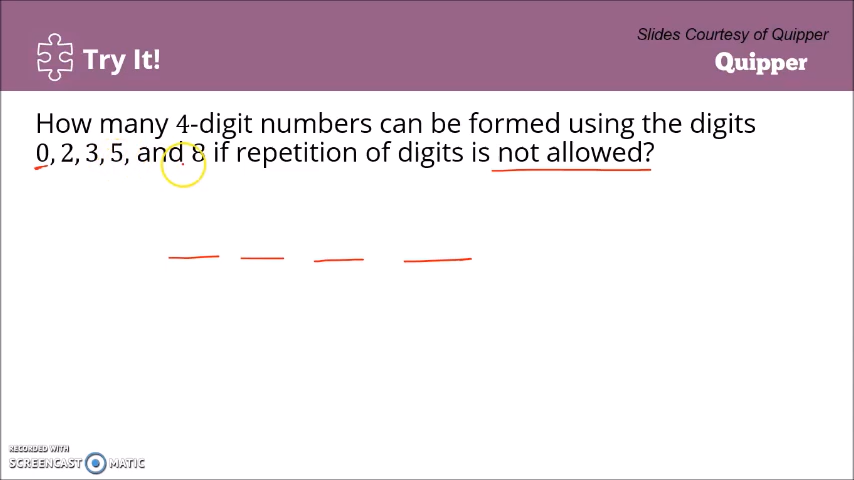 Slides Courtesy of Quipper
Try It!
Quipper
How many 4-digit numbers can be formed using the digits
0, 2, 3, 5, and 8 if repetition of digits is not allowed?
RECORDED WITH
SCREENCAST MATIC